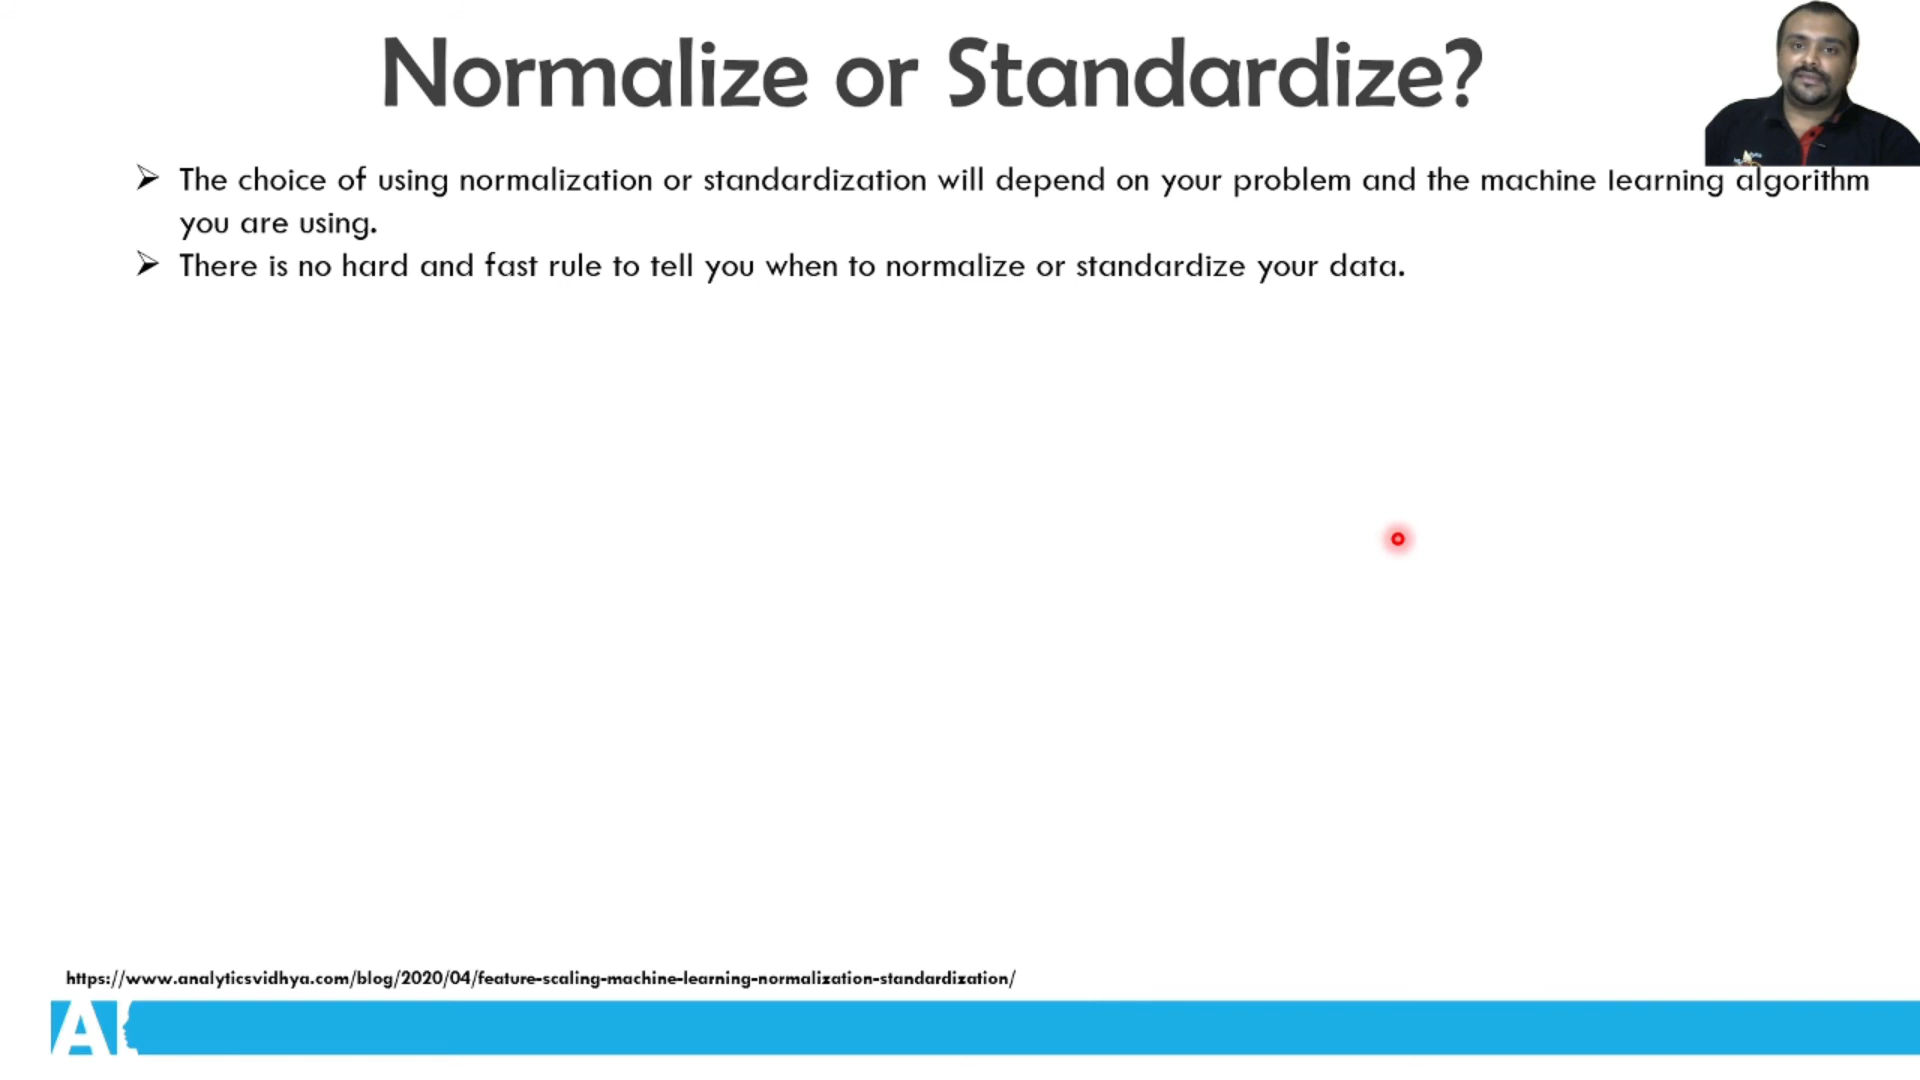 Normalize or Standardize?
➢ The choice of using normalization or standardization will depend on your problem and the machine learning algorithm
you are using.
➢ There is no hard and fast rule to tell you when to normalize or standardize your data.
https://www.analyticsvidhya.com/blog/2020/04/feature-scaling-machine-learning-normalization-standardization/
AI